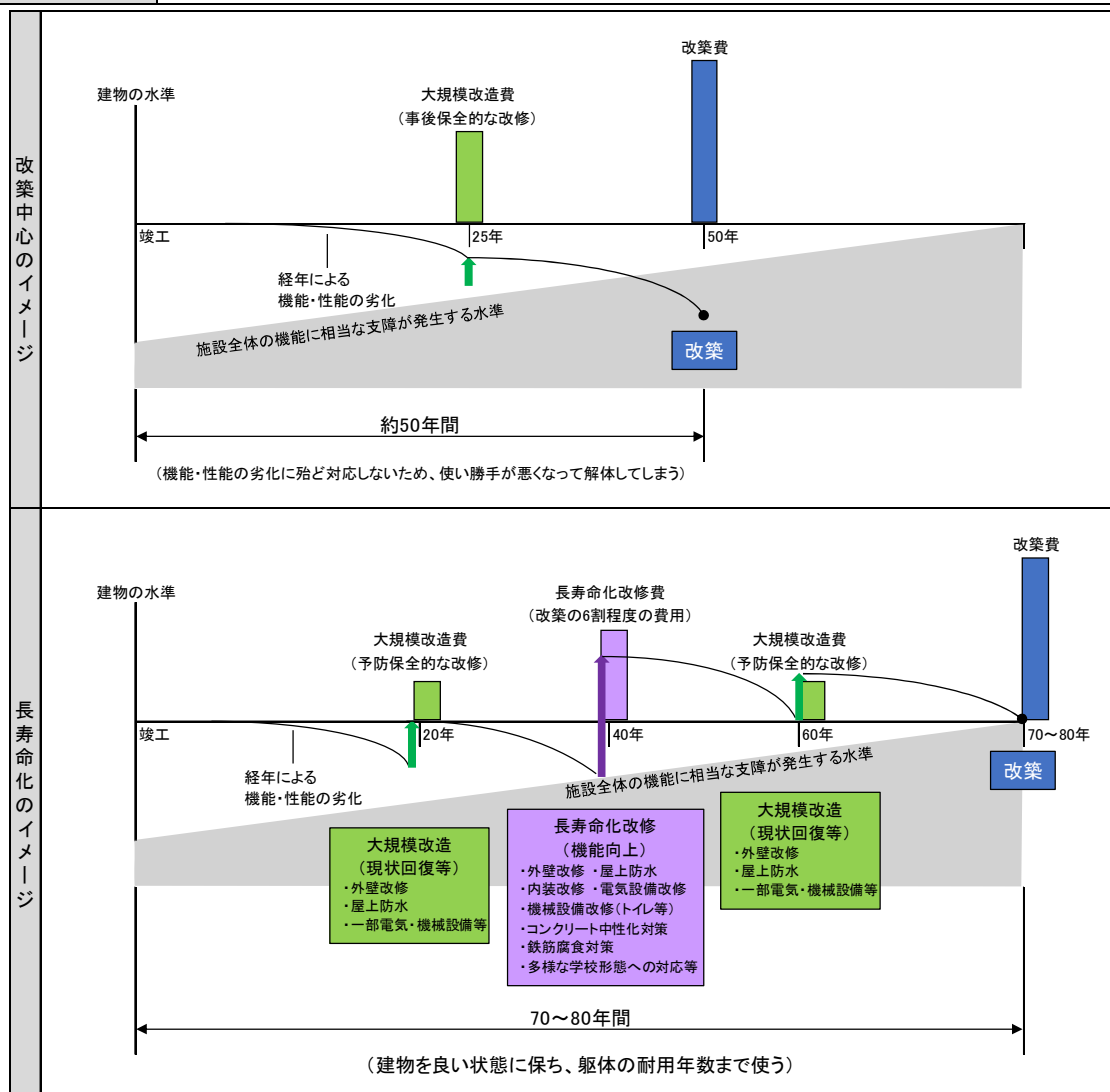 改築中心のイメージ
建物の水準
大規模改造費
（事後保全的な改修）
改築費
竣工
25年
50年
経年による
機能・性能の劣化
施設全体の機能に相当な支障が発生する水準
改築
約50年間
（機能・性能の劣化に殆ど対応しないため、使い勝手が悪くなって解体してしまう）
長寿命化のイメージ
建物の水準
大規模改造費
（予防保全的な改修）
長寿命化改修費
（改築の6割程度の費用）
大規模改造費
（予防保全的な改修）
改築費
竣工
20年
40年
60年
70～80年
経年による
機能・性能の劣化
施設全体の機能に相当な支障が発生する水準
改築
大規模改造
（現状回復等）
・外壁改修
・屋上防水
・一部電気・機械設備等
長寿命化改修
（機能向上）
・外壁改修 ・屋上防水
・内装改修 ・電気設備改修
・機械設備改修（トイレ等）
・コンクリート中性化対策
・鉄筋腐食対策
・多様な学校形態への対応等
大規模改造
（現状回復等）
・外壁改修
・屋上防水
・一部電気・機械設備等
70～80年間
（建物を良い状態に保ち、躯体の耐用年数まで使う）